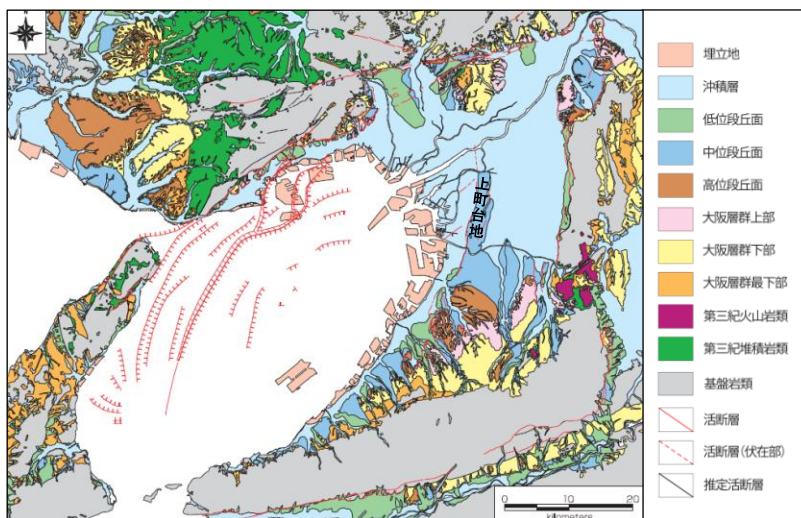 上町台地
0 10 20
kilometers
埋立地
沖積層
低位段丘面
中位段丘面
高位段丘面
大阪層群上部
大阪層群下部
大阪層群最下部
第三紀火山岩類
第三紀堆積岩類
基盤岩類
活断層
活断層(伏在部)
推定活断層